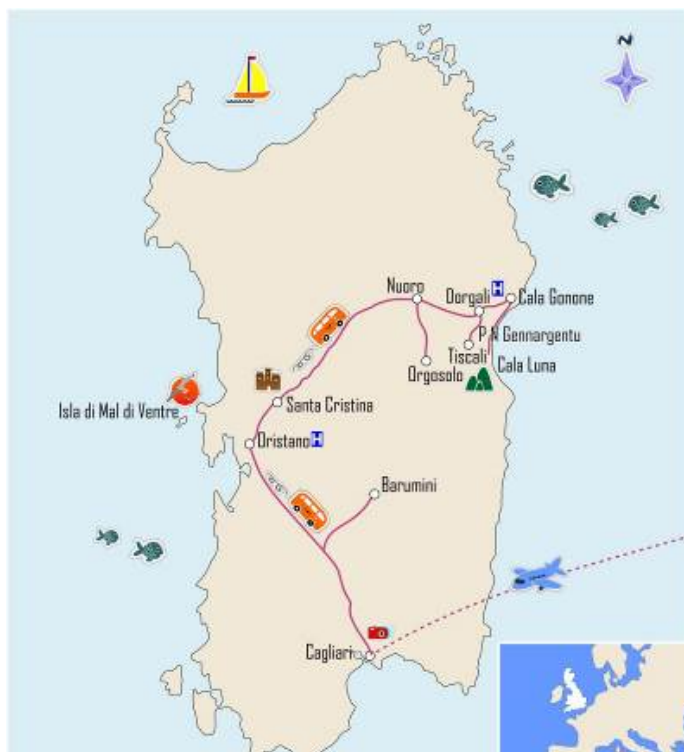 N
Nuoro
Dorgali H
Cala Gonone
P.N Gennargentu
Tiscali
Cala Luna
Orgosolo
Isla di Mal di Ventre
Santa Cristina
Oristano H
Barumini
Cagliari